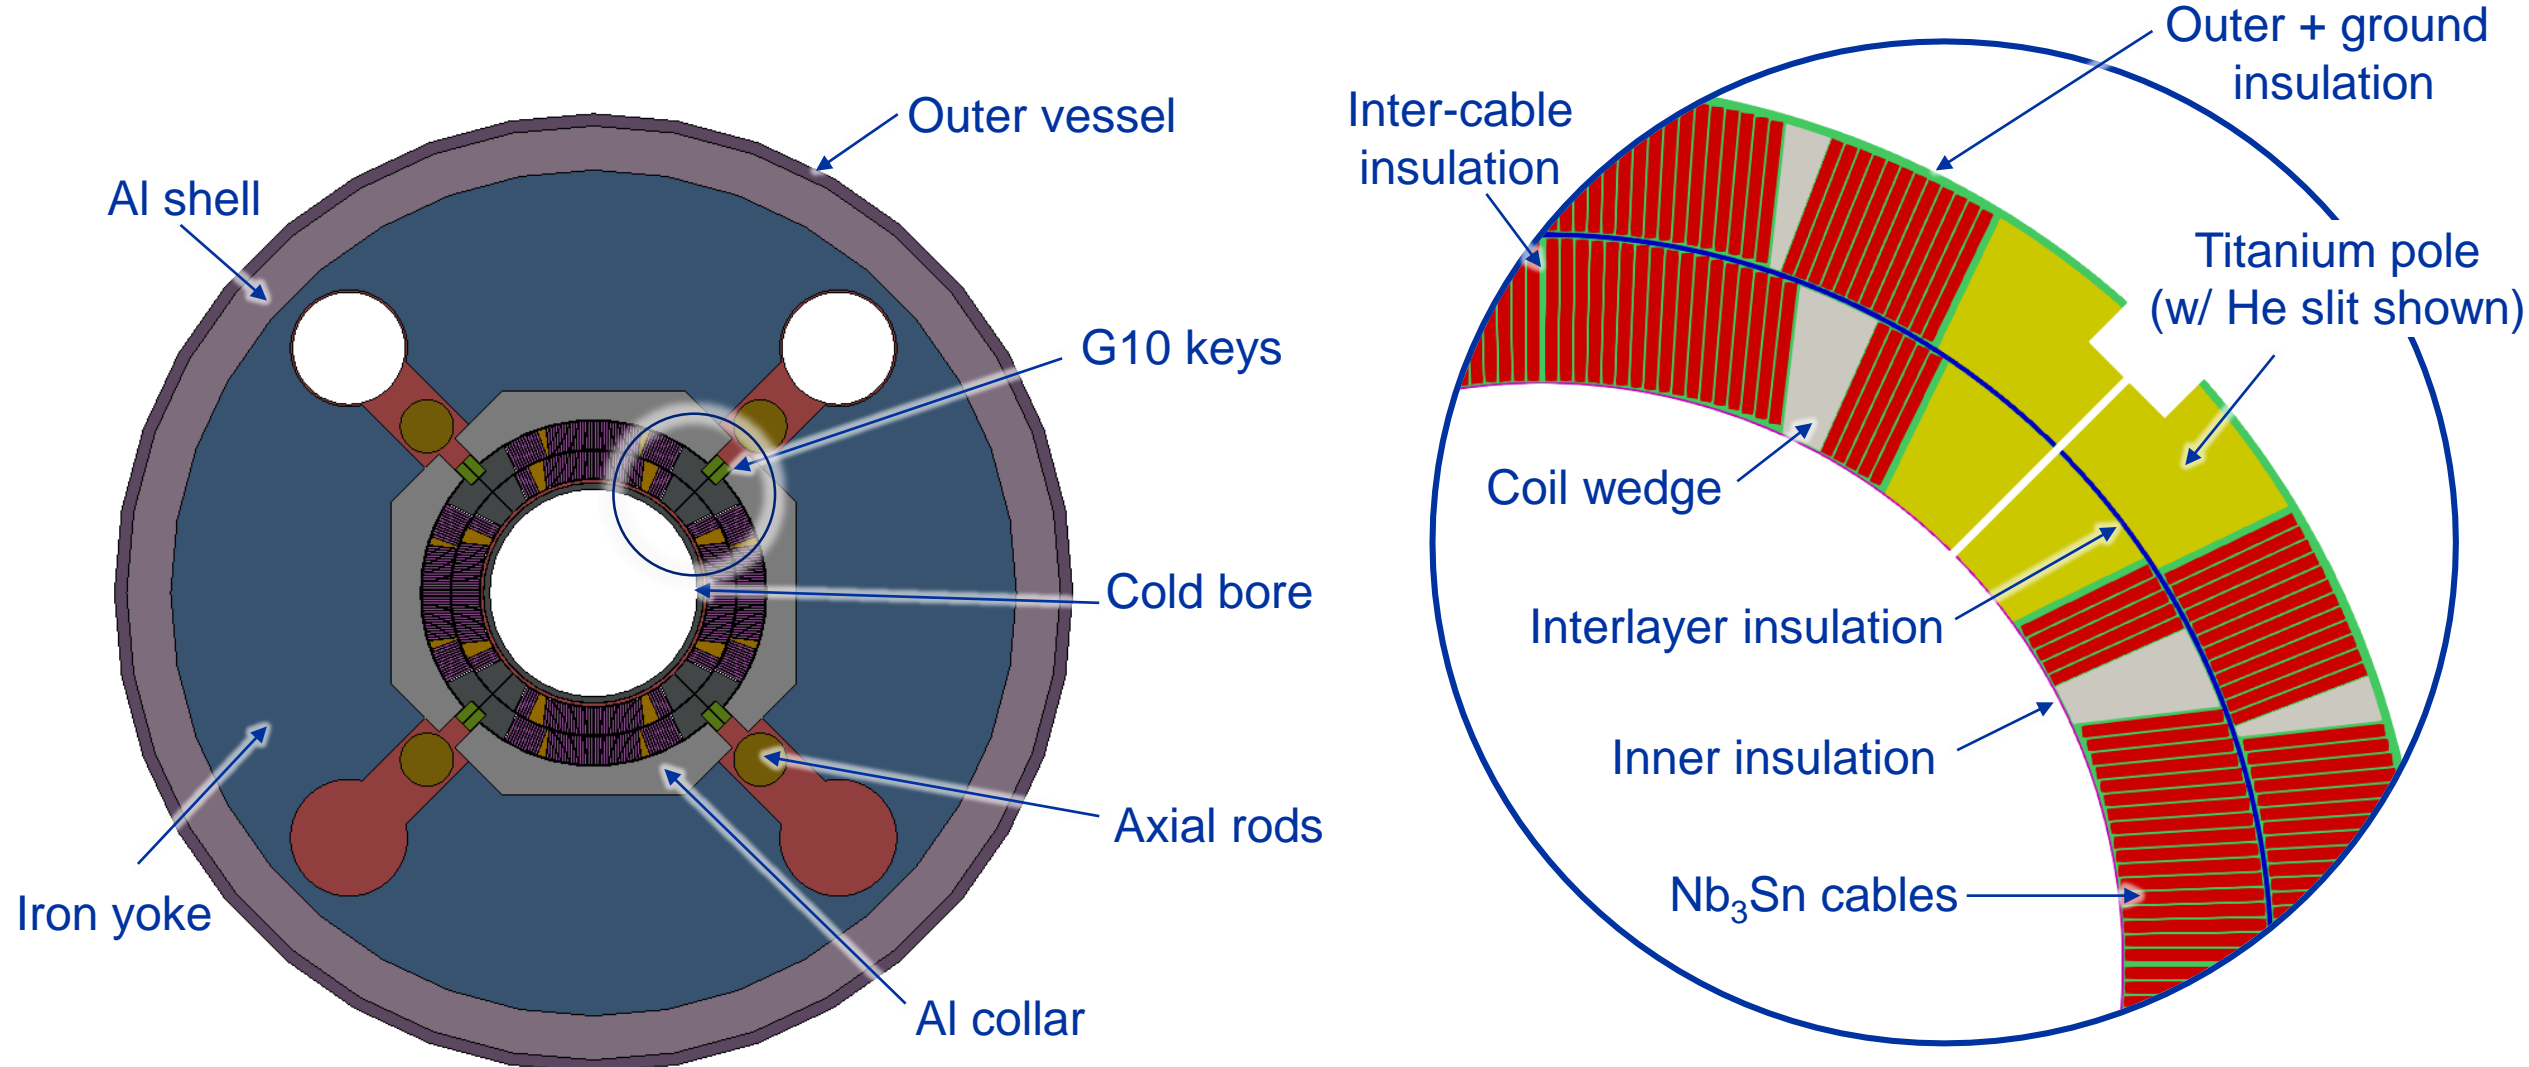 Outer + ground
insulation
Inter-cable
insulation
Outer vessel
Al shell
Titanium pole
(w/ He slit shown)
G10 keys
Coil wedge
Cold bore
Interlayer insulation
Inner insulation
Axial rods
Nb₃Sn cables
Iron yoke
Al collar